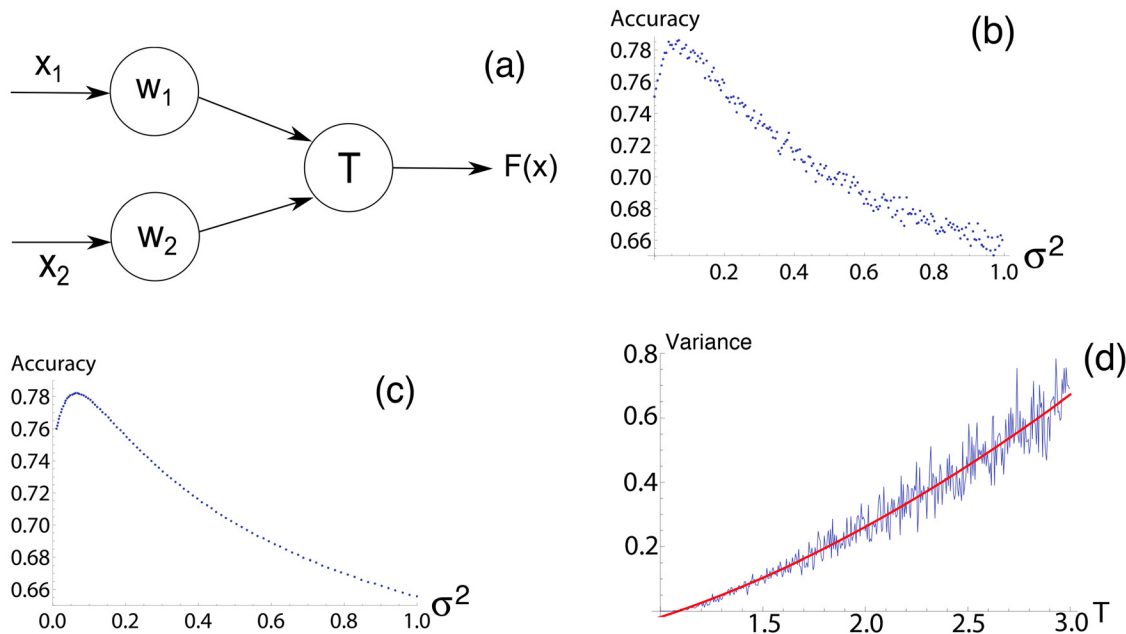 (a)
x₁
w₁
T
F(x)
w₂
x₂
(b)
Accuracy
0.78
0.76
0.74
0.72
0.70
0.68
0.66
0.2 0.4 0.6 0.8 1.0
σ²
(c)
Accuracy
0.78
0.76
0.74
0.72
0.70
0.68
0.66
0.0 0.2 0.4 0.6 0.8 1.0
σ²
(d)
Variance
0.8
0.6
0.4
0.2
1.5 2.0 2.5 3.0 T